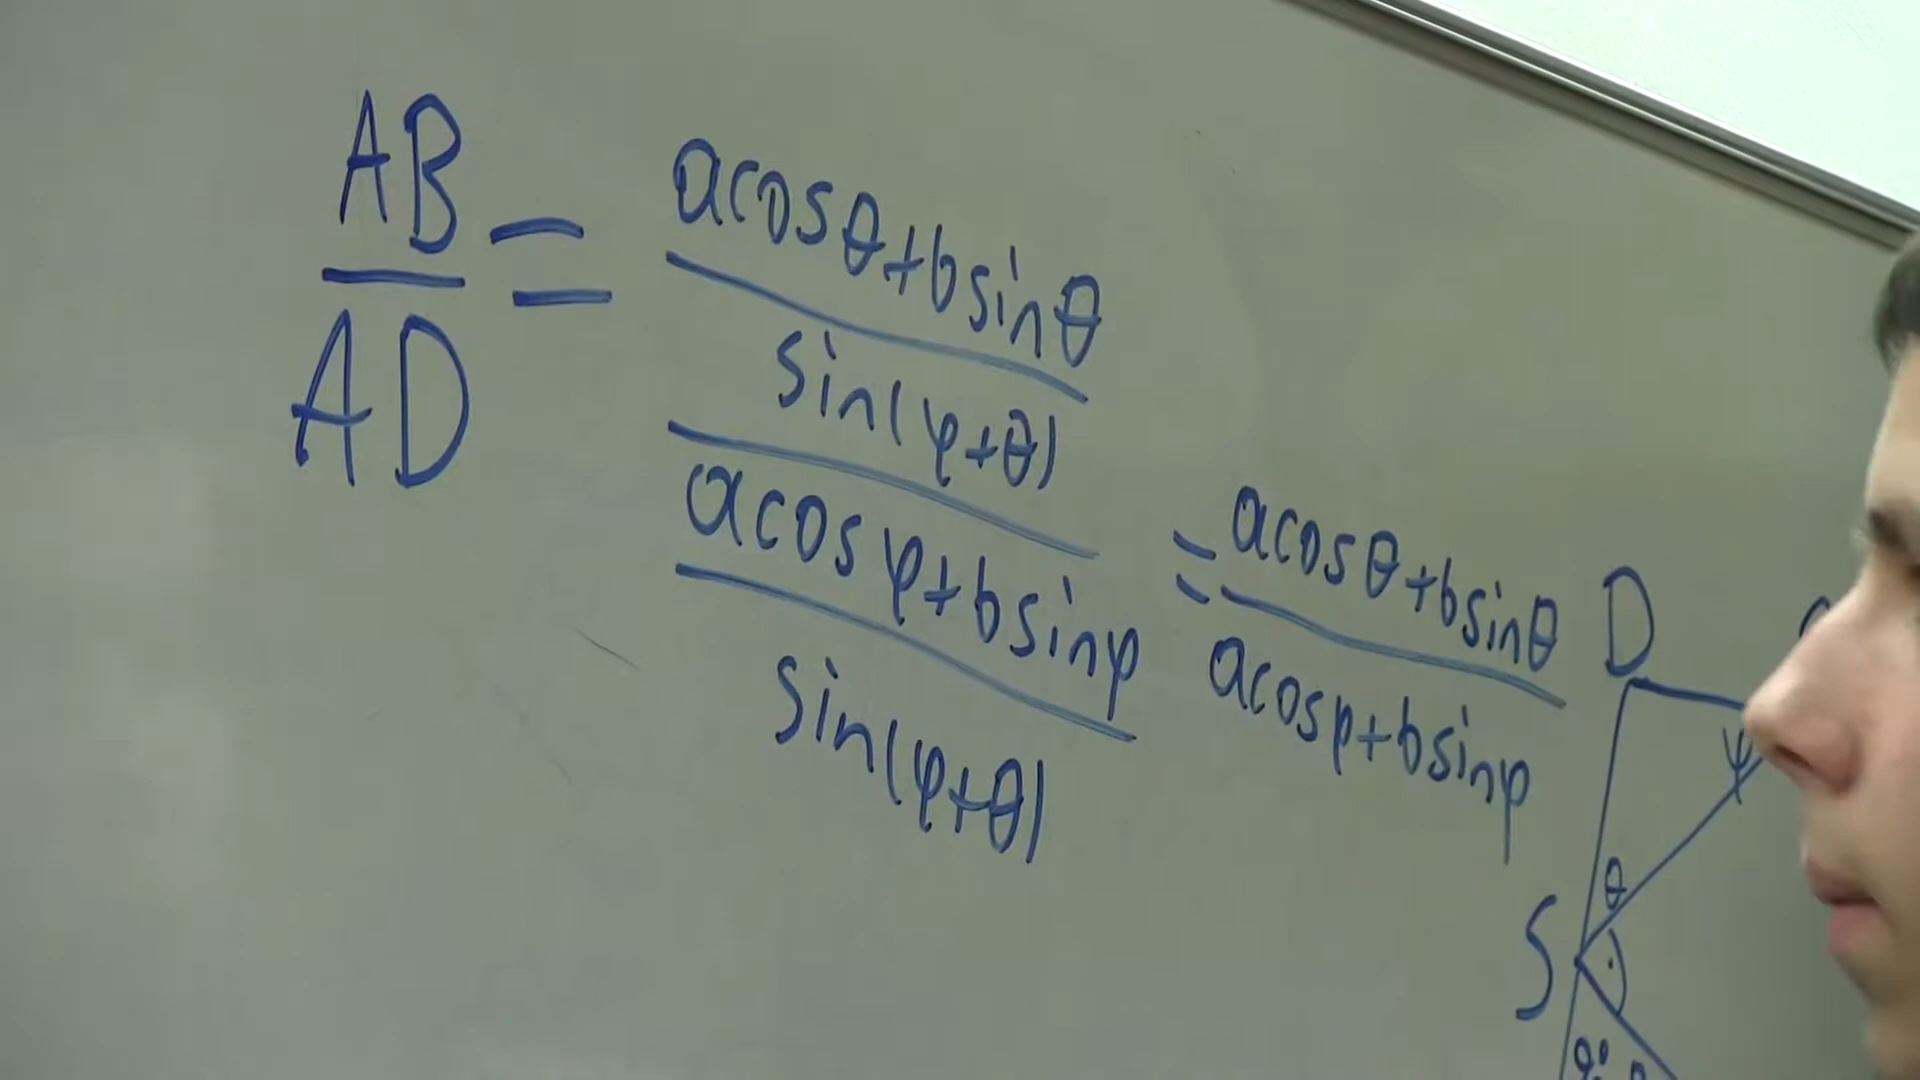 AB
AD
=
acosθ+bsinθ
sin(φ+θ)
acosφ+bsinφ
sin(φ+θ)
=
acosθ+bsinθ
acosφ+bsinφ
D
φ
θ
S